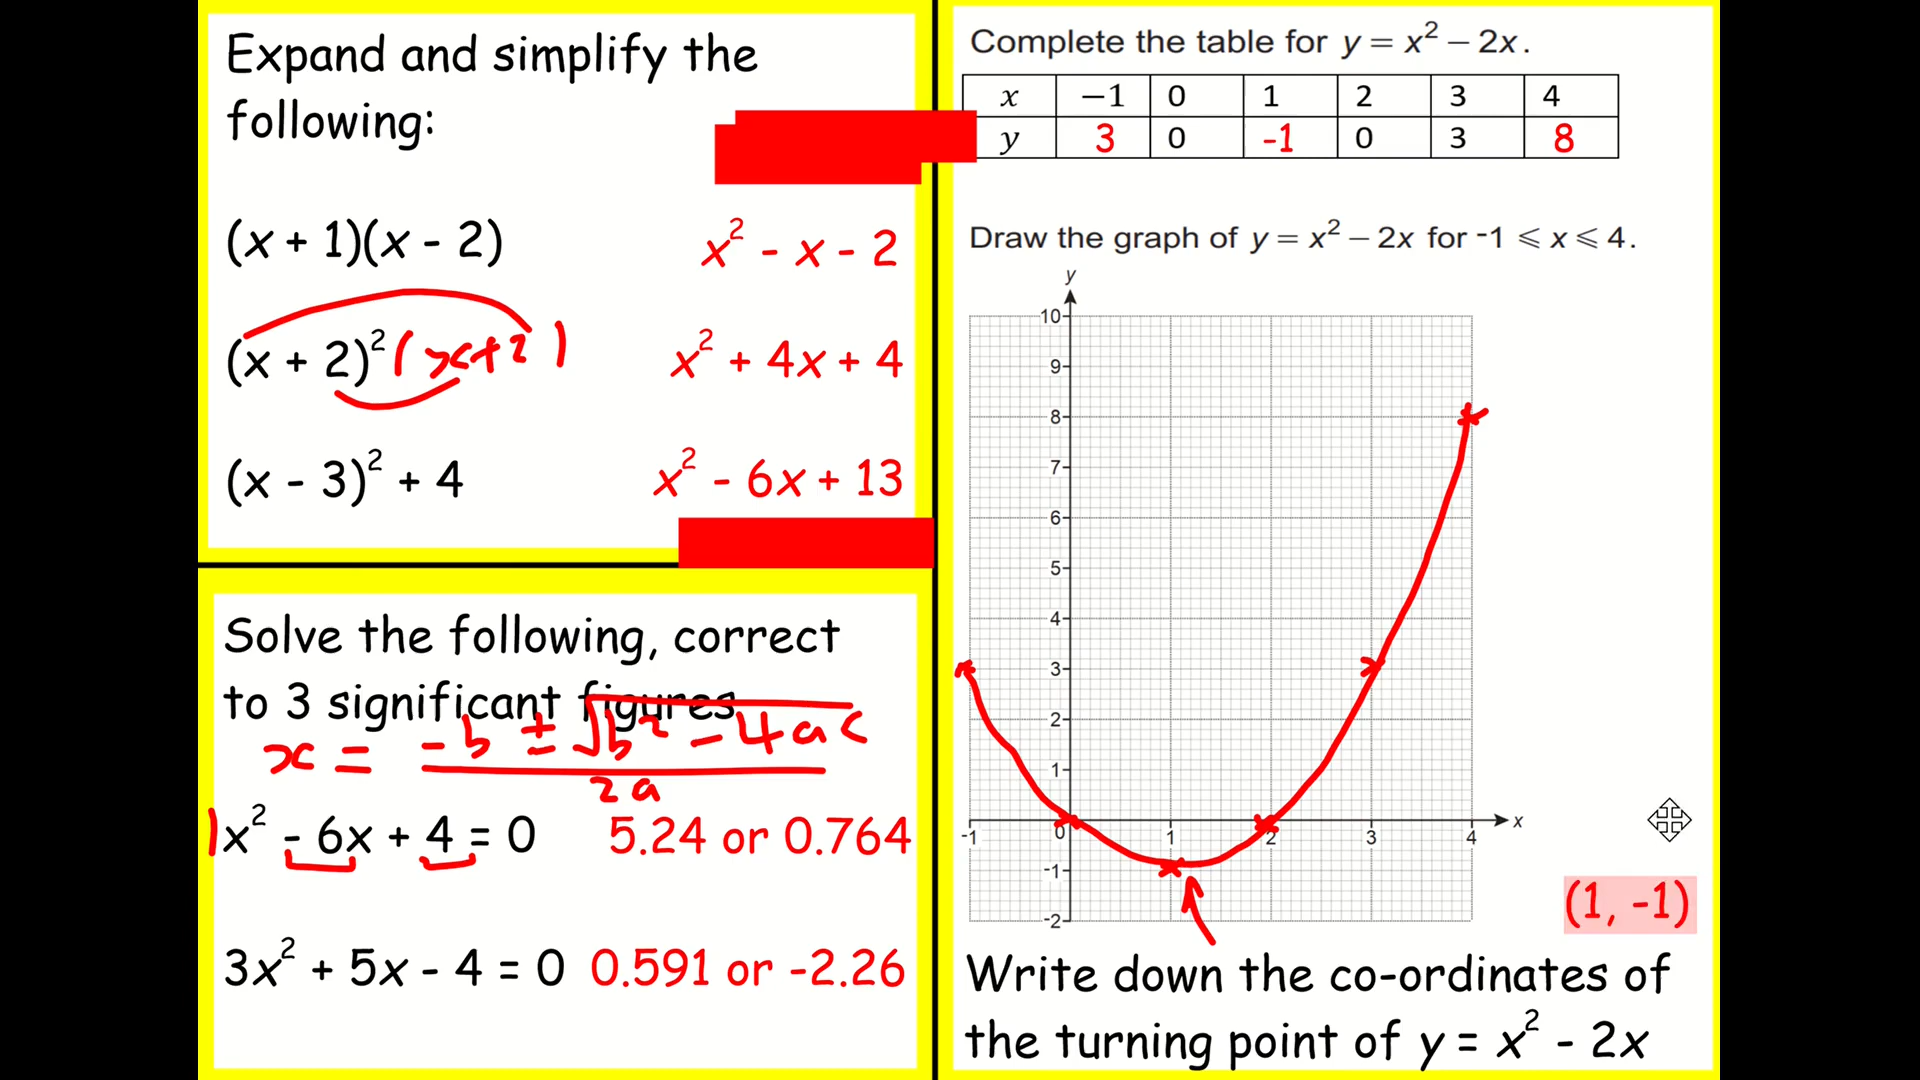 Expand and simplify the
following:
(x + 1)(x - 2) x² - x - 2
(x + 2)² (x+2) x² + 4x + 4
(x - 3)² + 4 x² - 6x + 13
Solve the following, correct
to 3 significant figures
x = -b ± √b² - 4ac
2a
1x² - 6x + 4 = 0 5.24 or 0.764
3x² + 5x - 4 = 0 0.591 or -2.26
Complete the table for y = x² – 2x.
x −1 0 1 2 3 4
y 3 0 -1 0 3 8
Draw the graph of y = x² – 2x for -1 ⩽ x ⩽ 4.
y
10
9
8
7
6
5
4
3
2
1
-1 0 1 2 3 4 x
-1
-2
(1, -1)
Write down the co-ordinates of
the turning point of y = x² - 2x